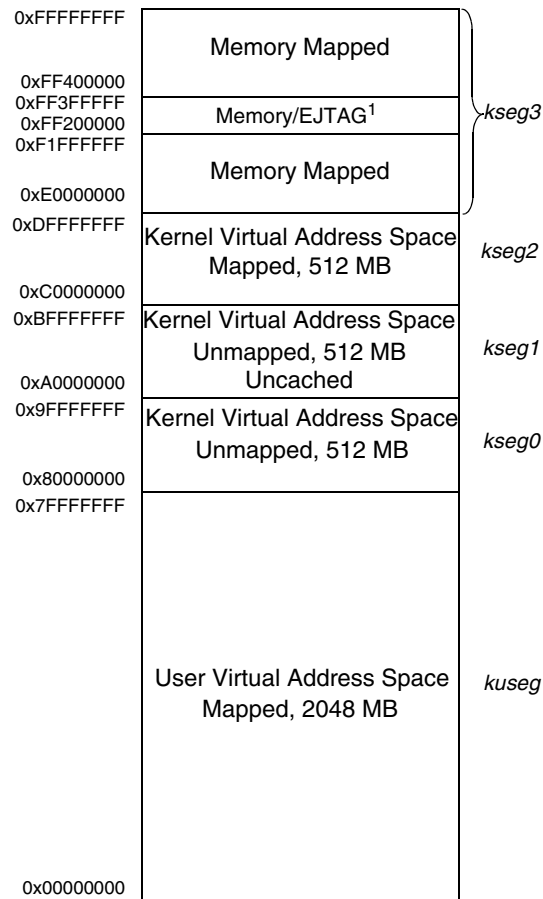 0xFFFFFFFF
Memory Mapped
0xFF400000
0xFF3FFFFF
Memory/EJTAG1
kseg3
0xFF200000
0xF1FFFFFF
Memory Mapped
0xE0000000
0xDFFFFFFF
Kernel Virtual Address Space
Mapped, 512 MB
kseg2
0xC0000000
0xBFFFFFFF
Kernel Virtual Address Space
Unmapped, 512 MB
Uncached
kseg1
0xA0000000
0x9FFFFFFF
Kernel Virtual Address Space
Unmapped, 512 MB
kseg0
0x80000000
0x7FFFFFFF
User Virtual Address Space
Mapped, 2048 MB
kuseg
0x00000000